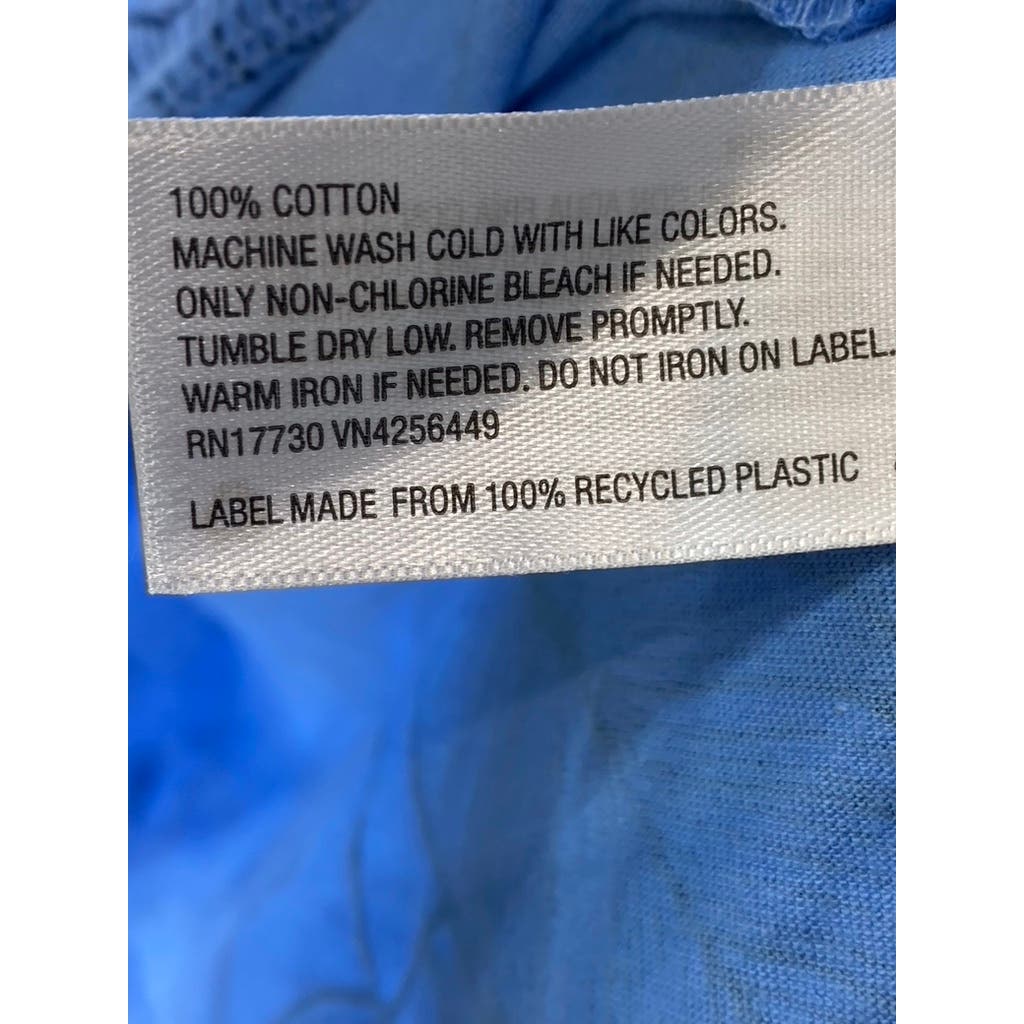 100% COTTON
MACHINE WASH COLD WITH LIKE COLORS.
ONLY NON-CHLORINE BLEACH IF NEEDED.
TUMBLE DRY LOW. REMOVE PROMPTLY.
WARM IRON IF NEEDED. DO NOT IRON ON LABEL.
RN17730 VN4256449
LABEL MADE FROM 100% RECYCLED PLASTIC